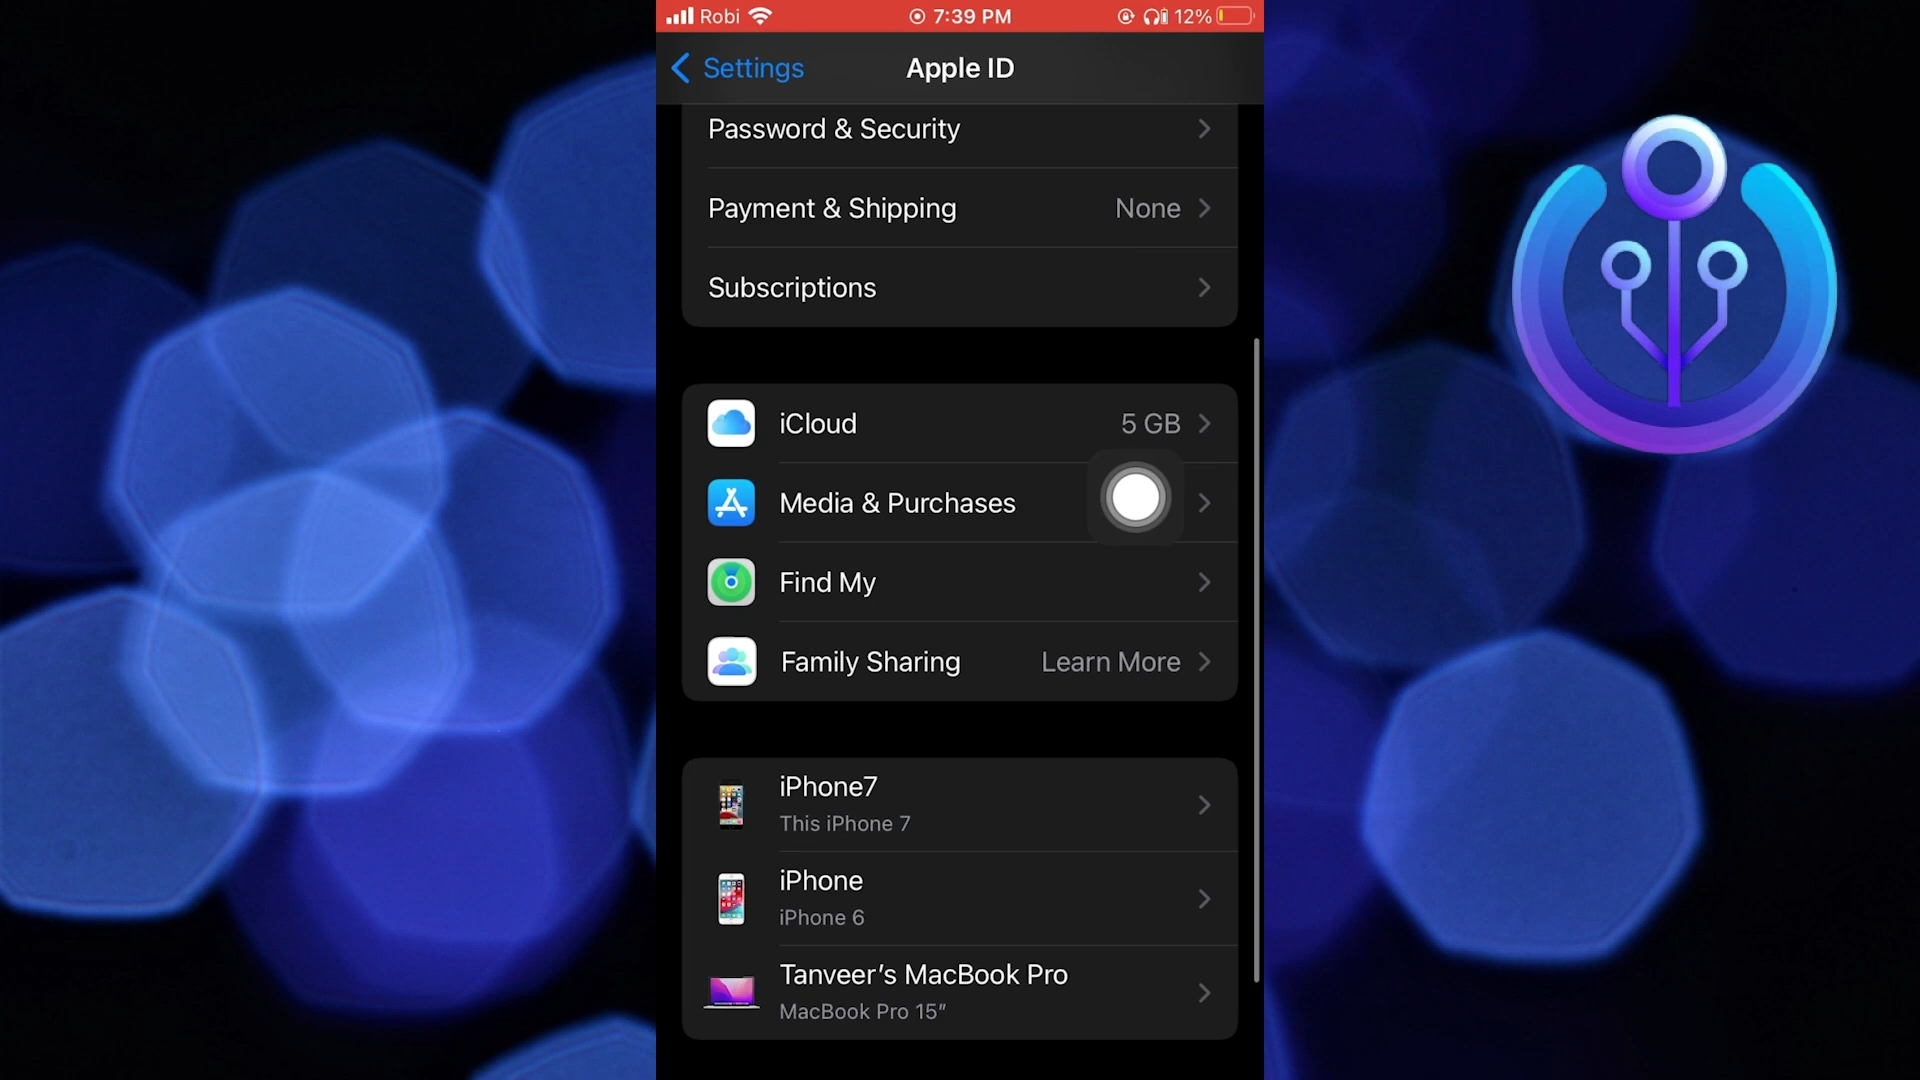 Robi 7:39 PM 12%
Settings Apple ID
Password & Security
Payment & Shipping None
Subscriptions
iCloud 5 GB
Media & Purchases
Find My
Family Sharing Learn More
iPhone7
This iPhone 7
iPhone
iPhone 6
Tanveer’s MacBook Pro
MacBook Pro 15″